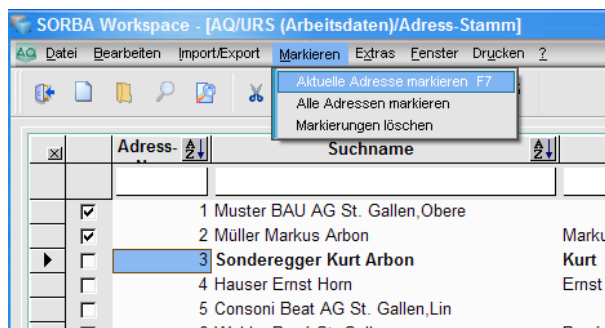 SORBA Workspace - [AQ/URS (Arbeitsdaten)/Adress-Stamm]
AQ Datei Bearbeiten Import/Export Markieren Extras Fenster Drucken ?
Aktuelle Adresse markieren F7
Alle Adressen markieren
Markierungen löschen
Adress- Suchname
1 Muster BAU AG St. Gallen,Obere
2 Müller Markus Arbon Marku
3 Sonderegger Kurt Arbon Kurt
4 Hauser Ernst Horn Ernst
5 Consoni Beat AG St. Gallen,Lin